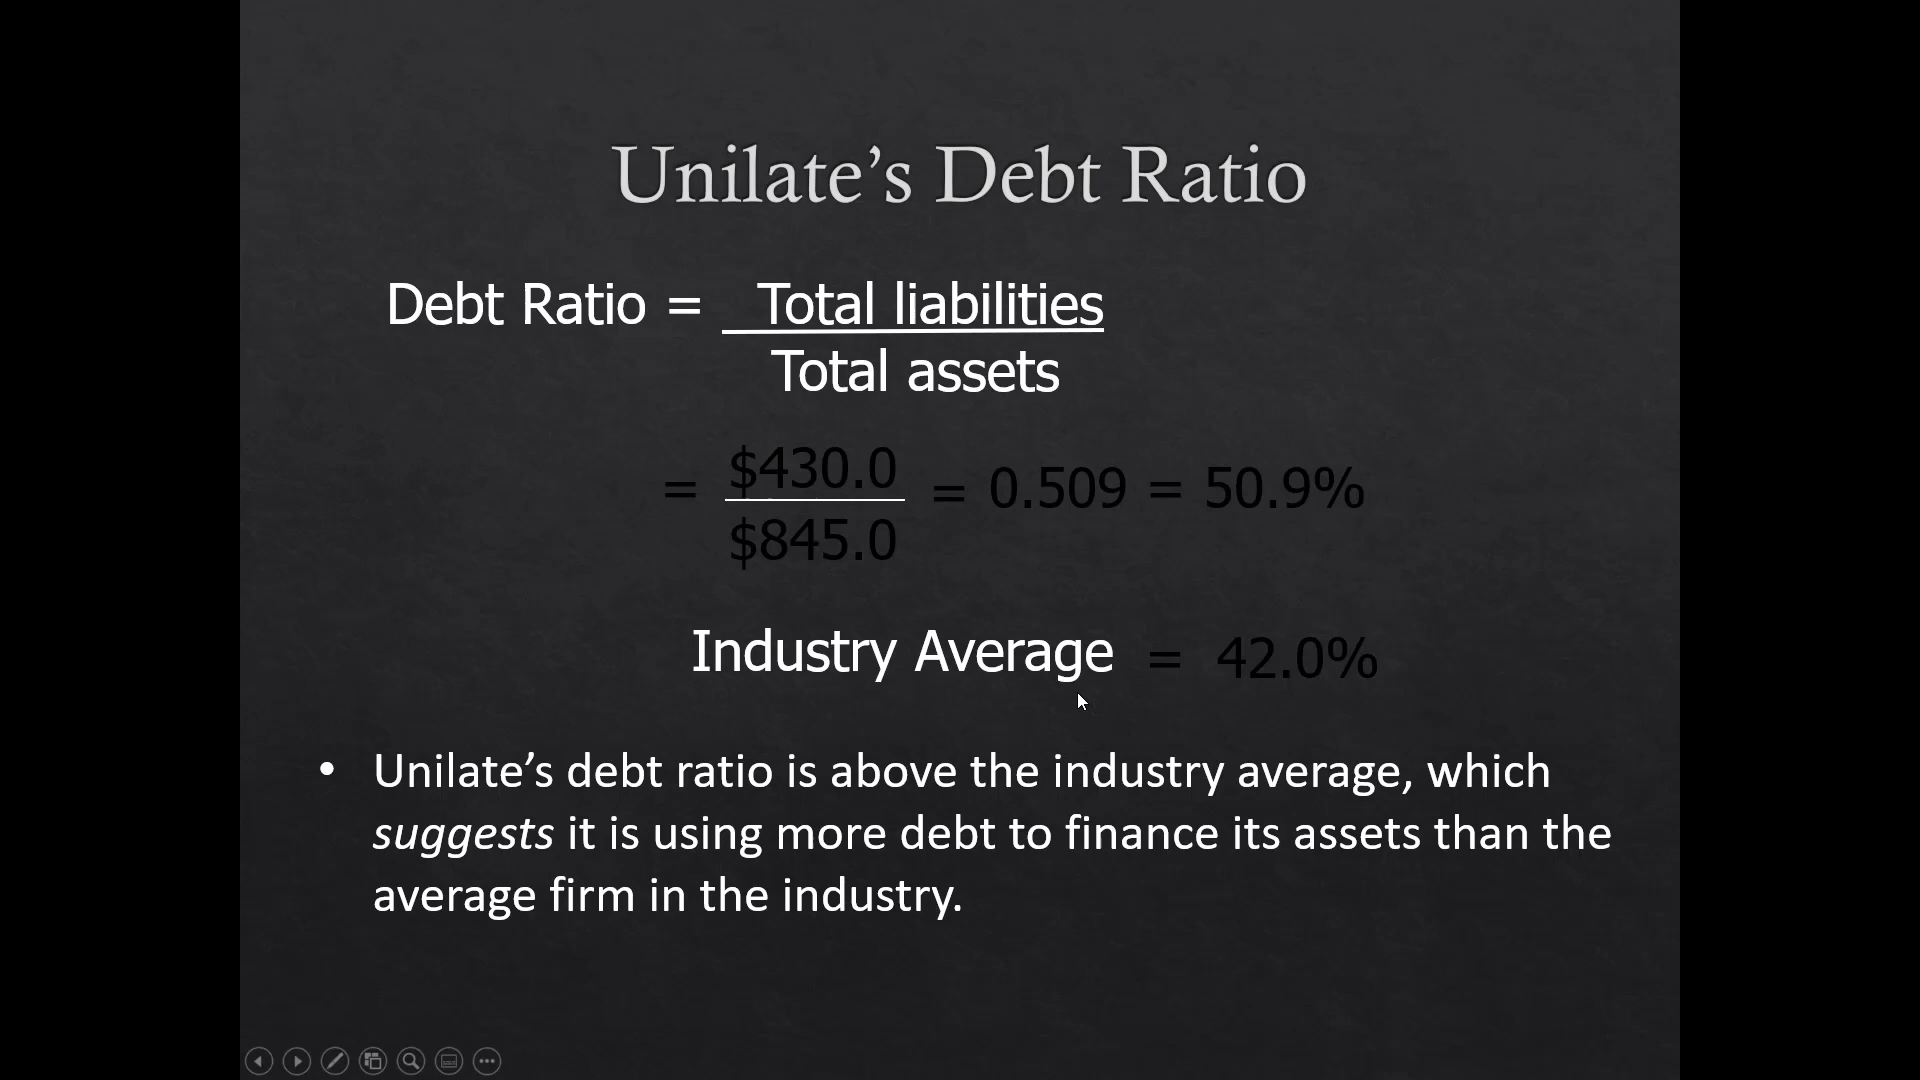 Unilate’s Debt Ratio
Debt Ratio = Total liabilities
Total assets
= $430.0 = 0.509 = 50.9%
$845.0
Industry Average = 42.0%
• Unilate’s debt ratio is above the industry average, which
suggests it is using more debt to finance its assets than the
average firm in the industry.